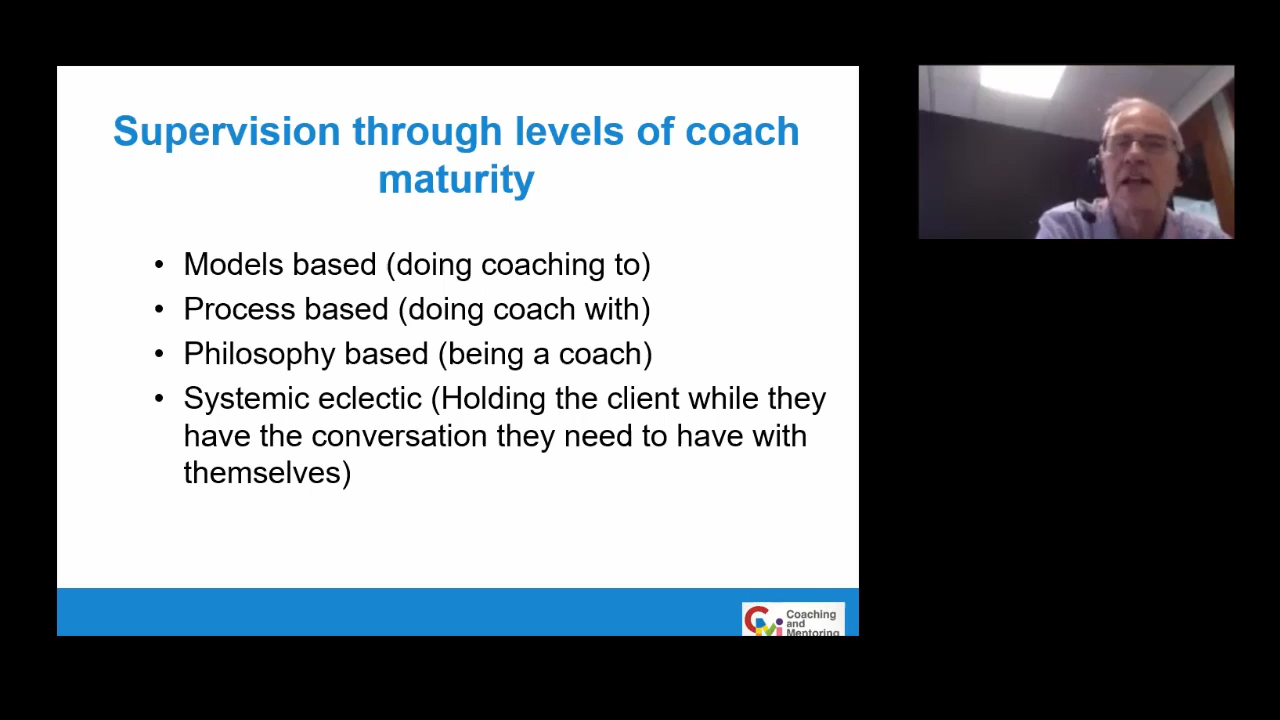 Supervision through levels of coach
maturity
• Models based (doing coaching to)
• Process based (doing coach with)
• Philosophy based (being a coach)
• Systemic eclectic (Holding the client while they
have the conversation they need to have with
themselves)
Coaching
and
Mentoring